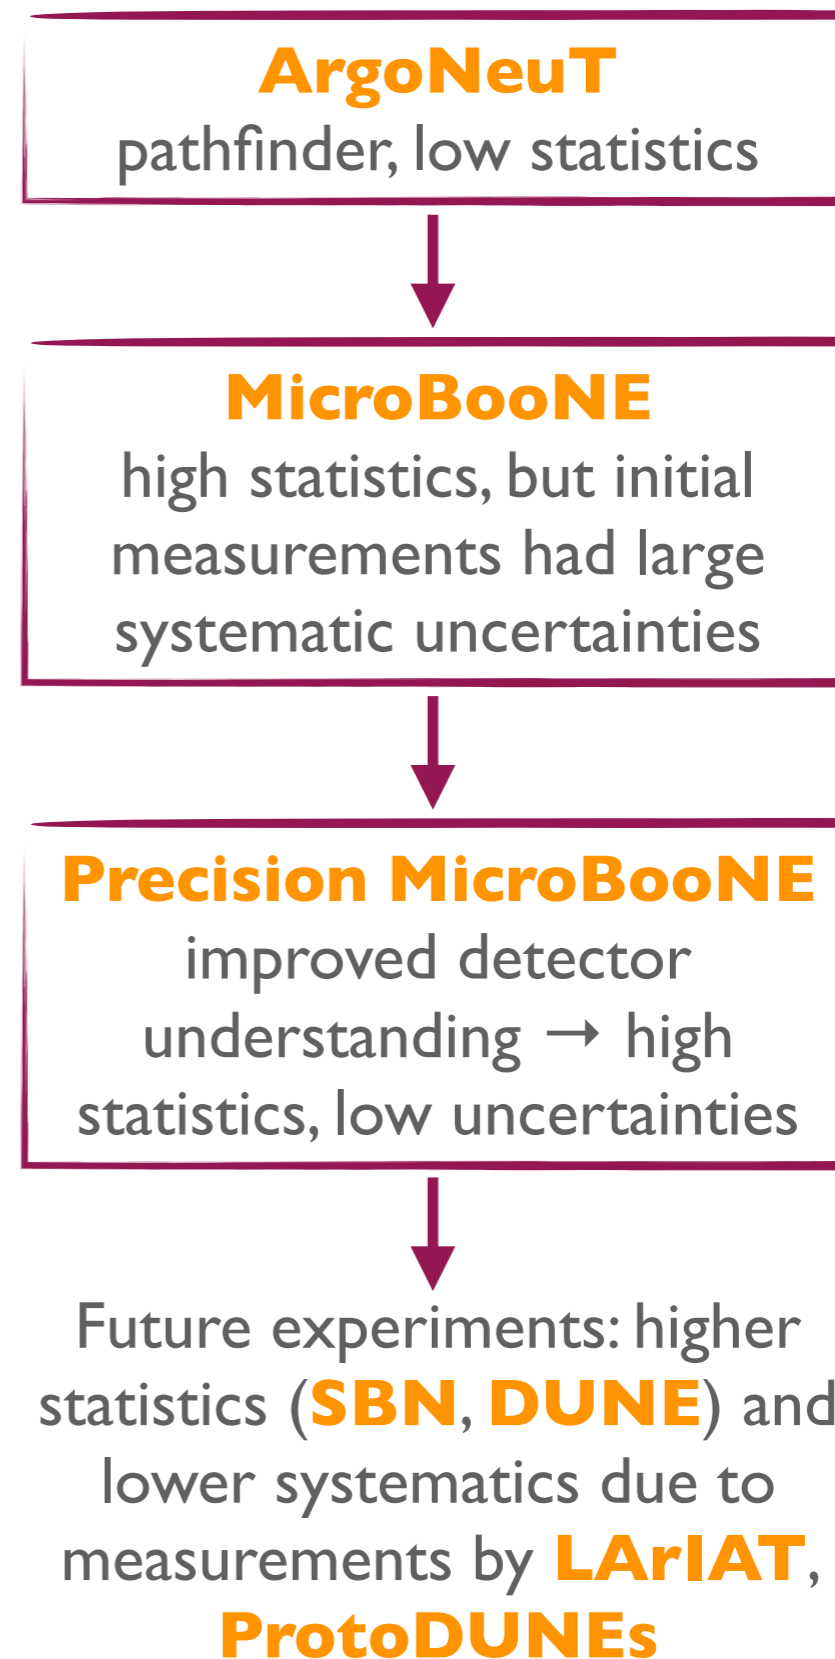 ArgoNeuT
pathfinder, low statistics
MicroBooNE
high statistics, but initial
measurements had large
systematic uncertainties
Precision MicroBooNE
improved detector
understanding → high
statistics, low uncertainties
Future experiments: higher
statistics (SBN, DUNE) and
lower systematics due to
measurements by LArIAT,
ProtoDUNEs